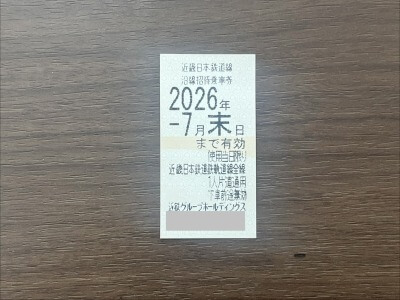 近畿日本鉄道線
沿線招待乗車券
2026年
-7月末日
まで有効
(使用当日限り)
近畿日本鉄道鉄軌道線全線
1人片道通用
下車前途無効
近鉄グループホールディングス